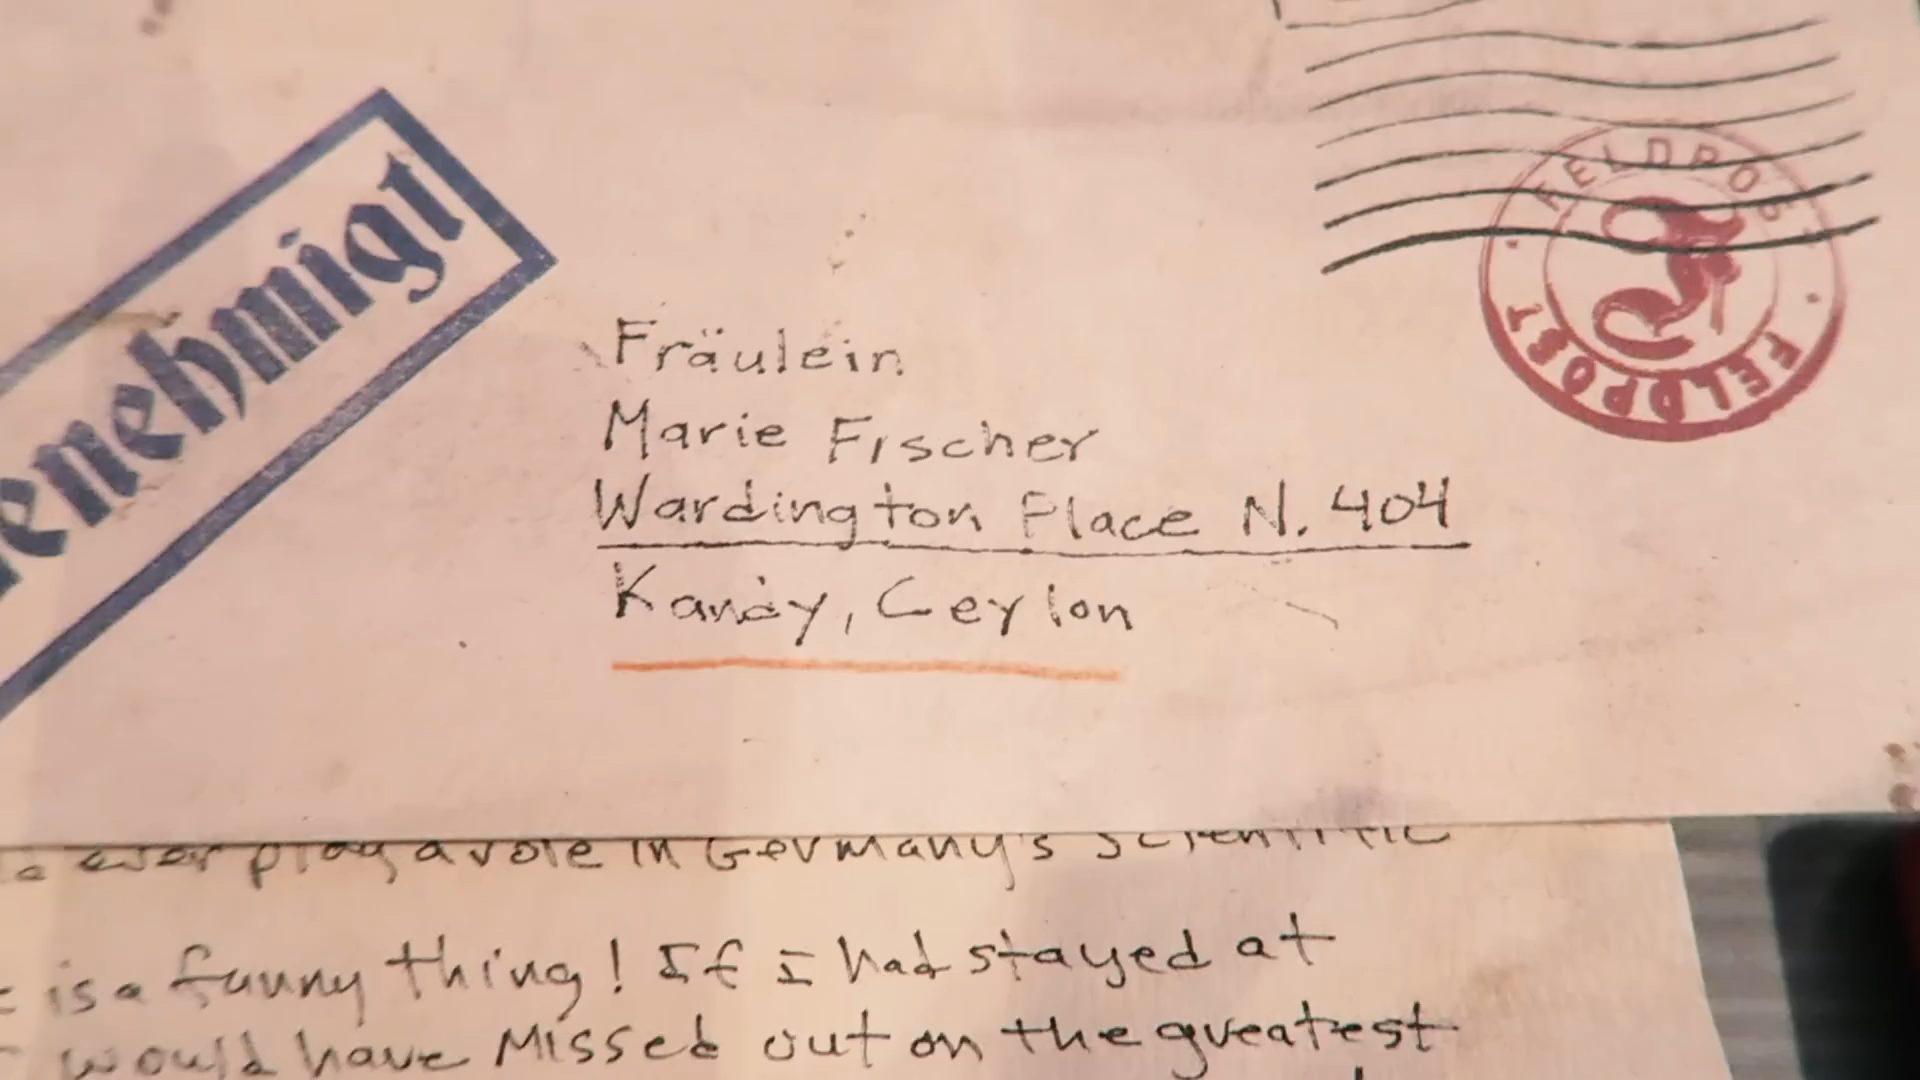 enehmigt
FELDPOST
FELDPOST
Fräulein
Marie Fischer
Wardington Place N. 404
Kandy, Ceylon
ever play a role in Germany's Scientific
is a funny thing! If I had stayed at
would have Missed out on the greatest